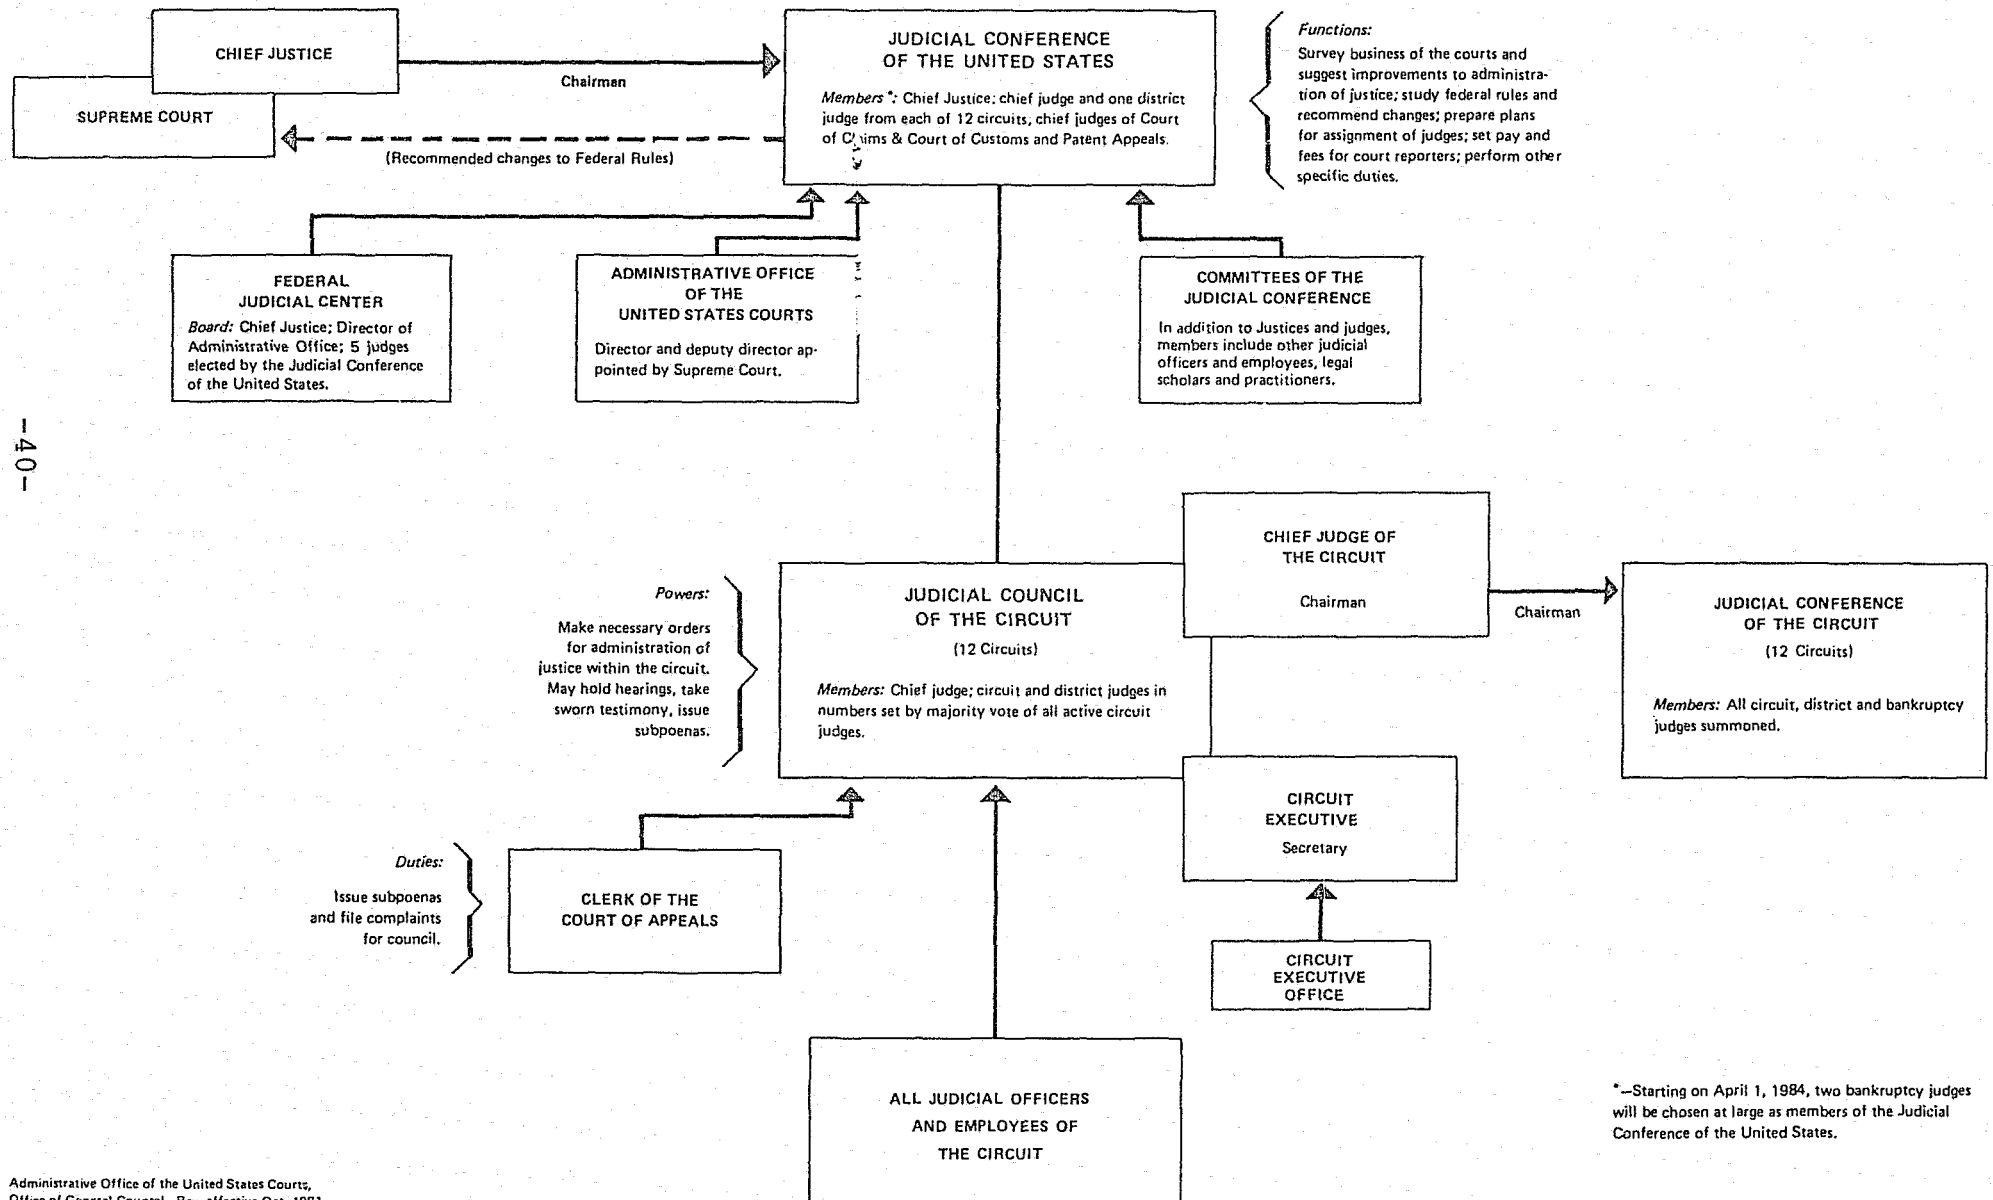 CHIEF JUSTICE
SUPREME COURT
Chairman
(Recommended changes to Federal Rules)
JUDICIAL CONFERENCE
OF THE UNITED STATES
Members*: Chief Justice; chief judge and one district
judge from each of 12 circuits; chief judges of Court
of Claims & Court of Customs and Patent Appeals.
Functions:
Survey business of the courts and
suggest improvements to administra-
tion of justice; study federal rules and
recommend changes; prepare plans
for assignment of judges; set pay and
fees for court reporters; perform other
specific duties.
FEDERAL
JUDICIAL CENTER
Board: Chief Justice; Director of
Administrative Office; 5 judges
elected by the Judicial Conference
of the United States.
ADMINISTRATIVE OFFICE
OF THE
UNITED STATES COURTS
Director and deputy director ap-
pointed by Supreme Court.
COMMITTEES OF THE
JUDICIAL CONFERENCE
In addition to Justices and judges,
members include other judicial
officers and employees, legal
scholars and practitioners.
-40-
Powers:
Make necessary orders
for administration of
justice within the circuit.
May hold hearings, take
sworn testimony, issue
subpoenas.
JUDICIAL COUNCIL
OF THE CIRCUIT
(12 Circuits)
Members: Chief judge; circuit and district judges in
numbers set by majority vote of all active circuit
judges.
CHIEF JUDGE OF
THE CIRCUIT
Chairman
Chairman
JUDICIAL CONFERENCE
OF THE CIRCUIT
(12 Circuits)
Members: All circuit, district and bankruptcy
judges summoned.
CIRCUIT
EXECUTIVE
Secretary
CIRCUIT
EXECUTIVE
OFFICE
Duties:
Issue subpoenas
and file complaints
for council.
CLERK OF THE
COURT OF APPEALS
ALL JUDICIAL OFFICERS
AND EMPLOYEES OF
THE CIRCUIT
*—Starting on April 1, 1984, two bankruptcy judges
will be chosen at large as members of the Judicial
Conference of the United States.
Administrative Office of the United States Courts,
Office of General Counsel